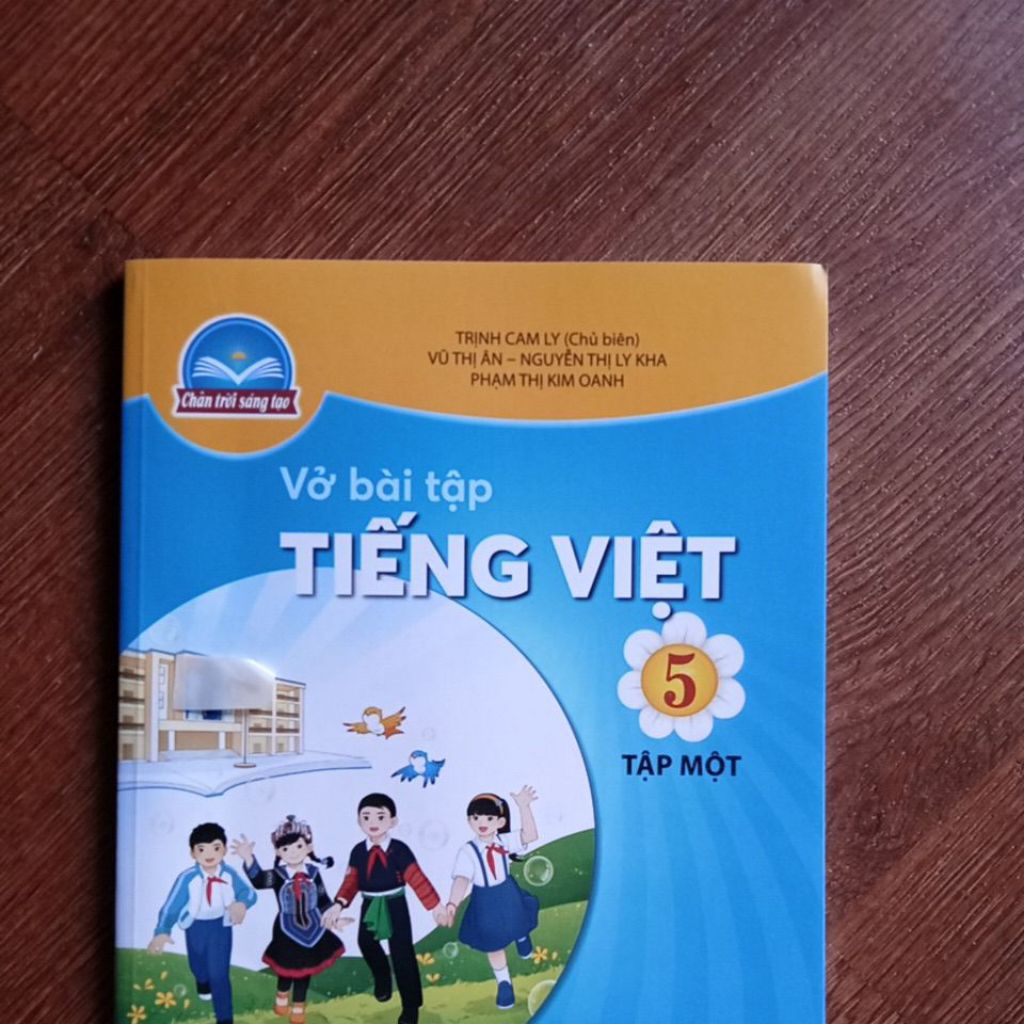 TRỊNH CAM LY (Chủ biên)
VŨ THỊ ÂN – NGUYỄN THỊ LY KHA
PHẠM THỊ KIM OANH
Chân trời sáng tạo
Vở bài tập
TIẾNG VIỆT
5
TẬP MỘT